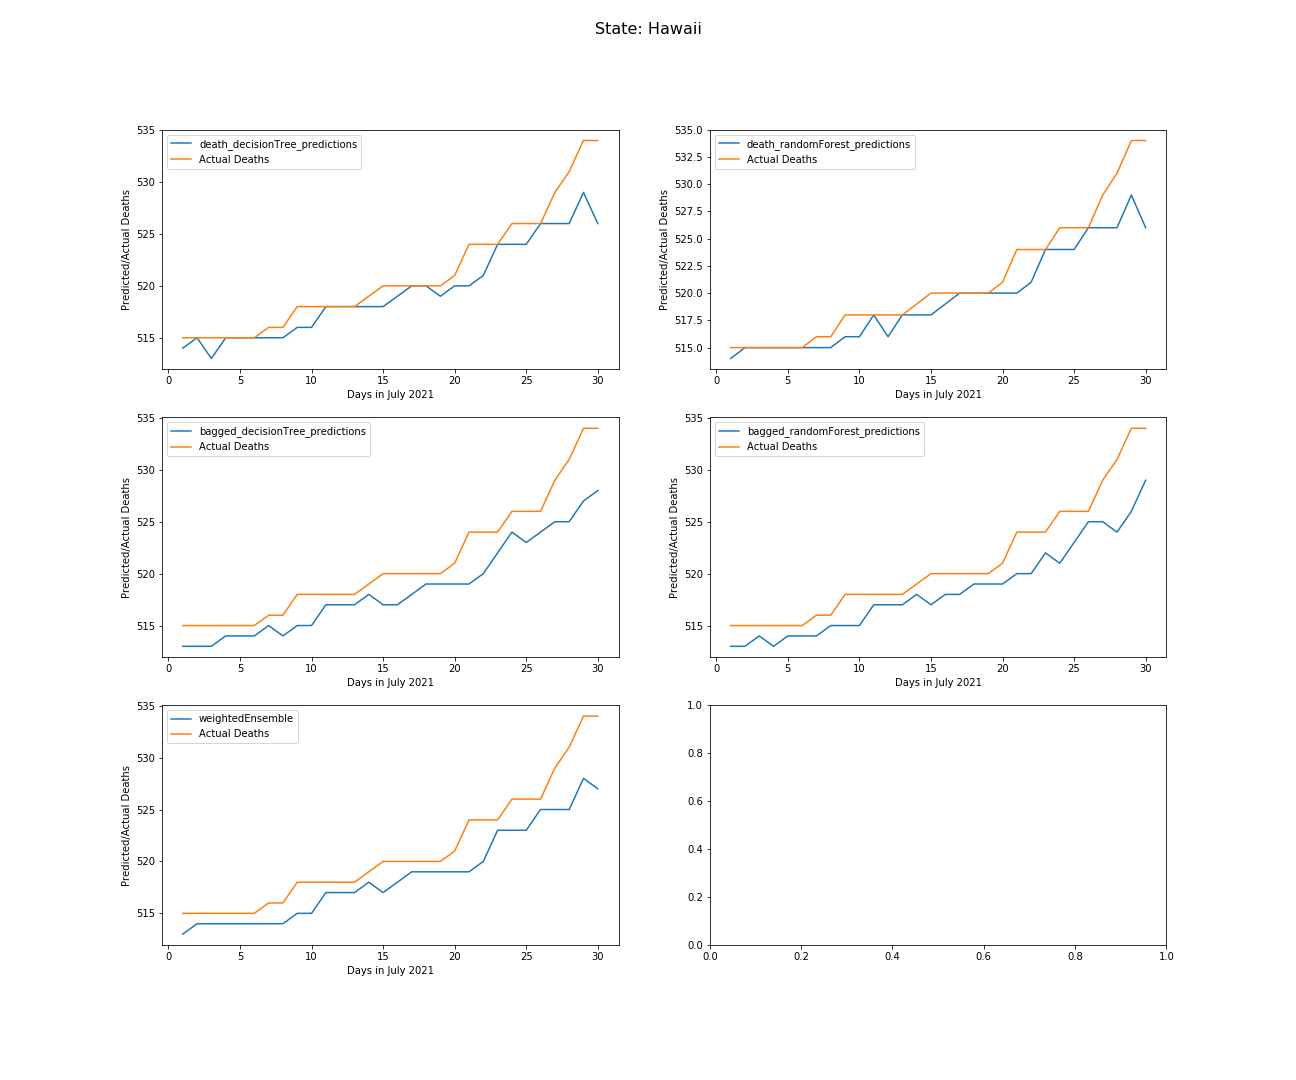 State: Hawaii
535
530
525
520
515
0 5 10 15 20 25 30
Predicted/Actual Deaths
Days in July 2021
death_decisionTree_predictions
Actual Deaths
535.0
532.5
530.0
527.5
525.0
522.5
520.0
517.5
515.0
0 5 10 15 20 25 30
Predicted/Actual Deaths
Days in July 2021
death_randomForest_predictions
Actual Deaths
535
530
525
520
515
0 5 10 15 20 25 30
Predicted/Actual Deaths
Days in July 2021
bagged_decisionTree_predictions
Actual Deaths
535
530
525
520
515
0 5 10 15 20 25 30
Predicted/Actual Deaths
Days in July 2021
bagged_randomForest_predictions
Actual Deaths
535
530
525
520
515
0 5 10 15 20 25 30
Predicted/Actual Deaths
Days in July 2021
weightedEnsemble
Actual Deaths
1.0
0.8
0.6
0.4
0.2
0.0
0.0 0.2 0.4 0.6 0.8 1.0